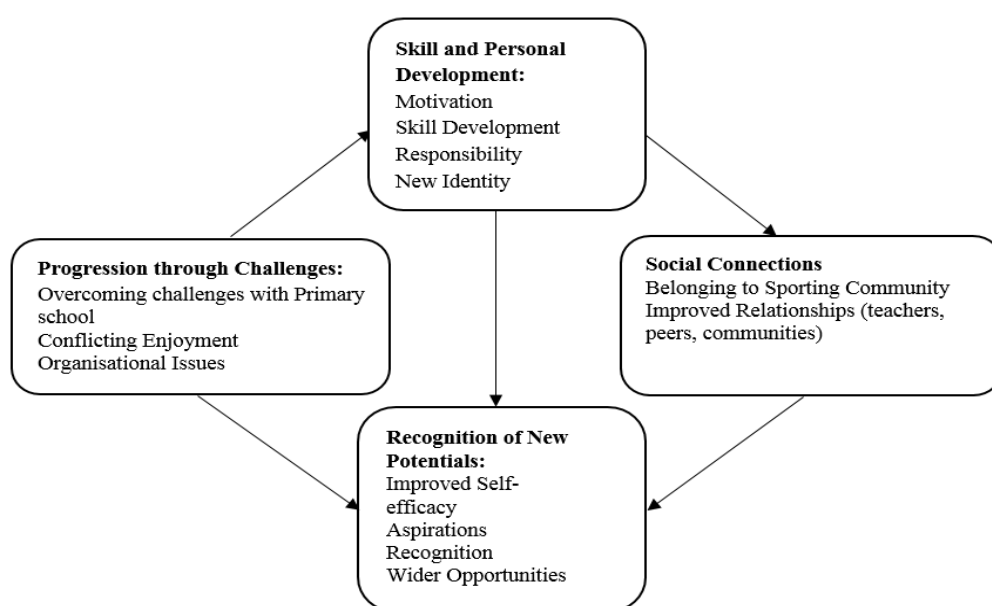 Skill and Personal
Development:
Motivation
Skill Development
Responsibility
New Identity
Progression through Challenges:
Overcoming challenges with Primary
school
Conflicting Enjoyment
Organisational Issues
Social Connections
Belonging to Sporting Community
Improved Relationships (teachers,
peers, communities)
Recognition of New
Potentials:
Improved Self-
efficacy
Aspirations
Recognition
Wider Opportunities